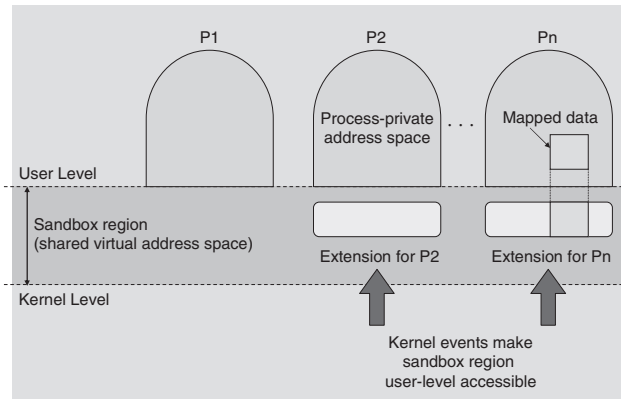 P1
P2
Pn
Process-private
address space
. . .
Mapped data
User Level
Sandbox region
(shared virtual address space)
Extension for P2
Extension for Pn
Kernel Level
Kernel events make
sandbox region
user-level accessible